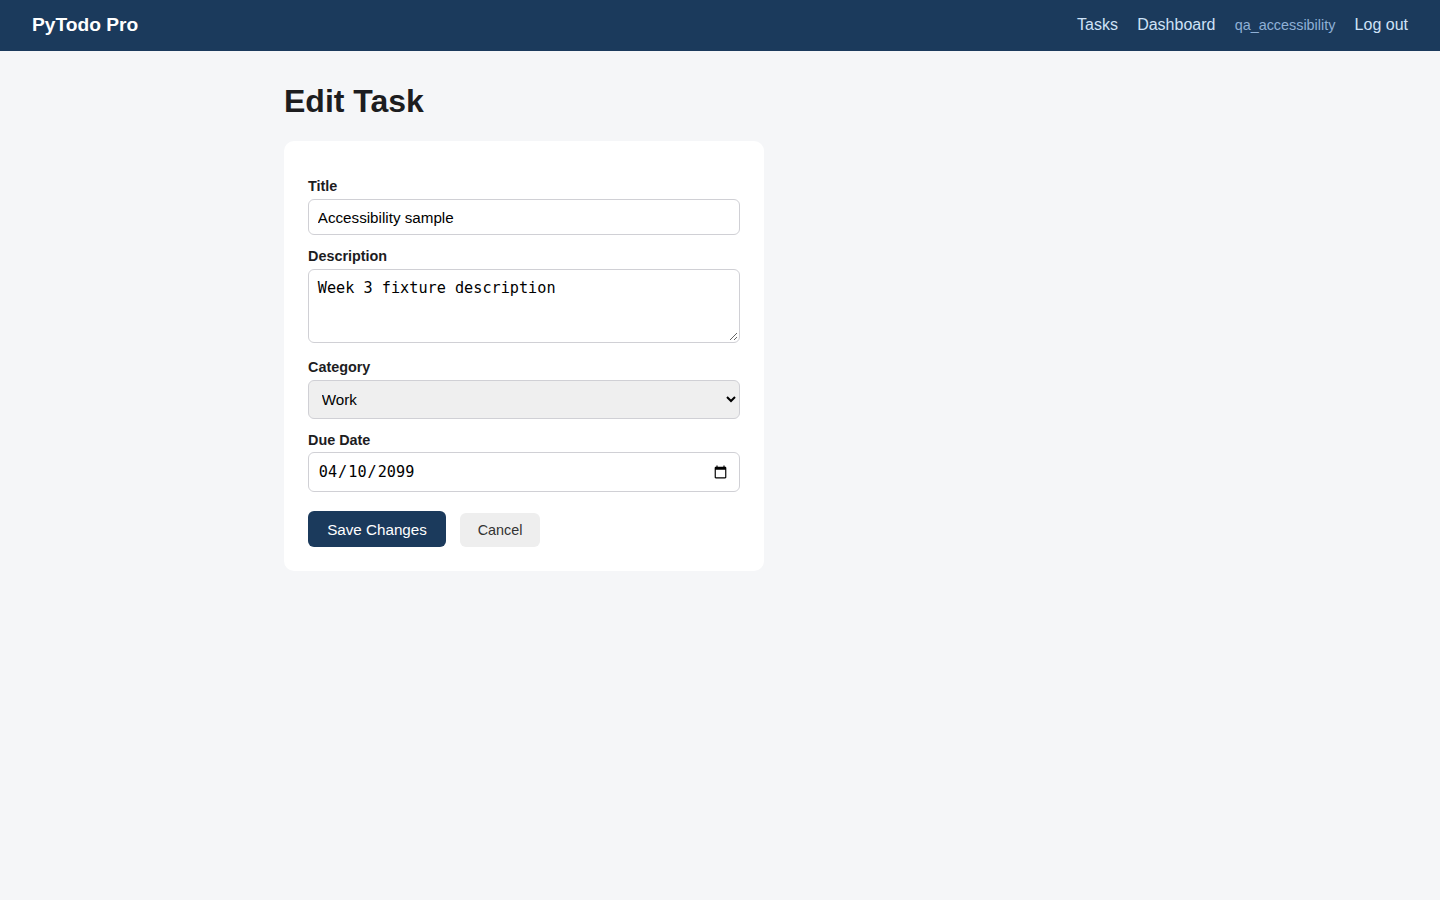 PyTodo Pro
Tasks Dashboard qa_accessibility Log out
Edit Task
Title
Accessibility sample
Description
Week 3 fixture description
Category
Work
Due Date
04/10/2099
Save Changes Cancel